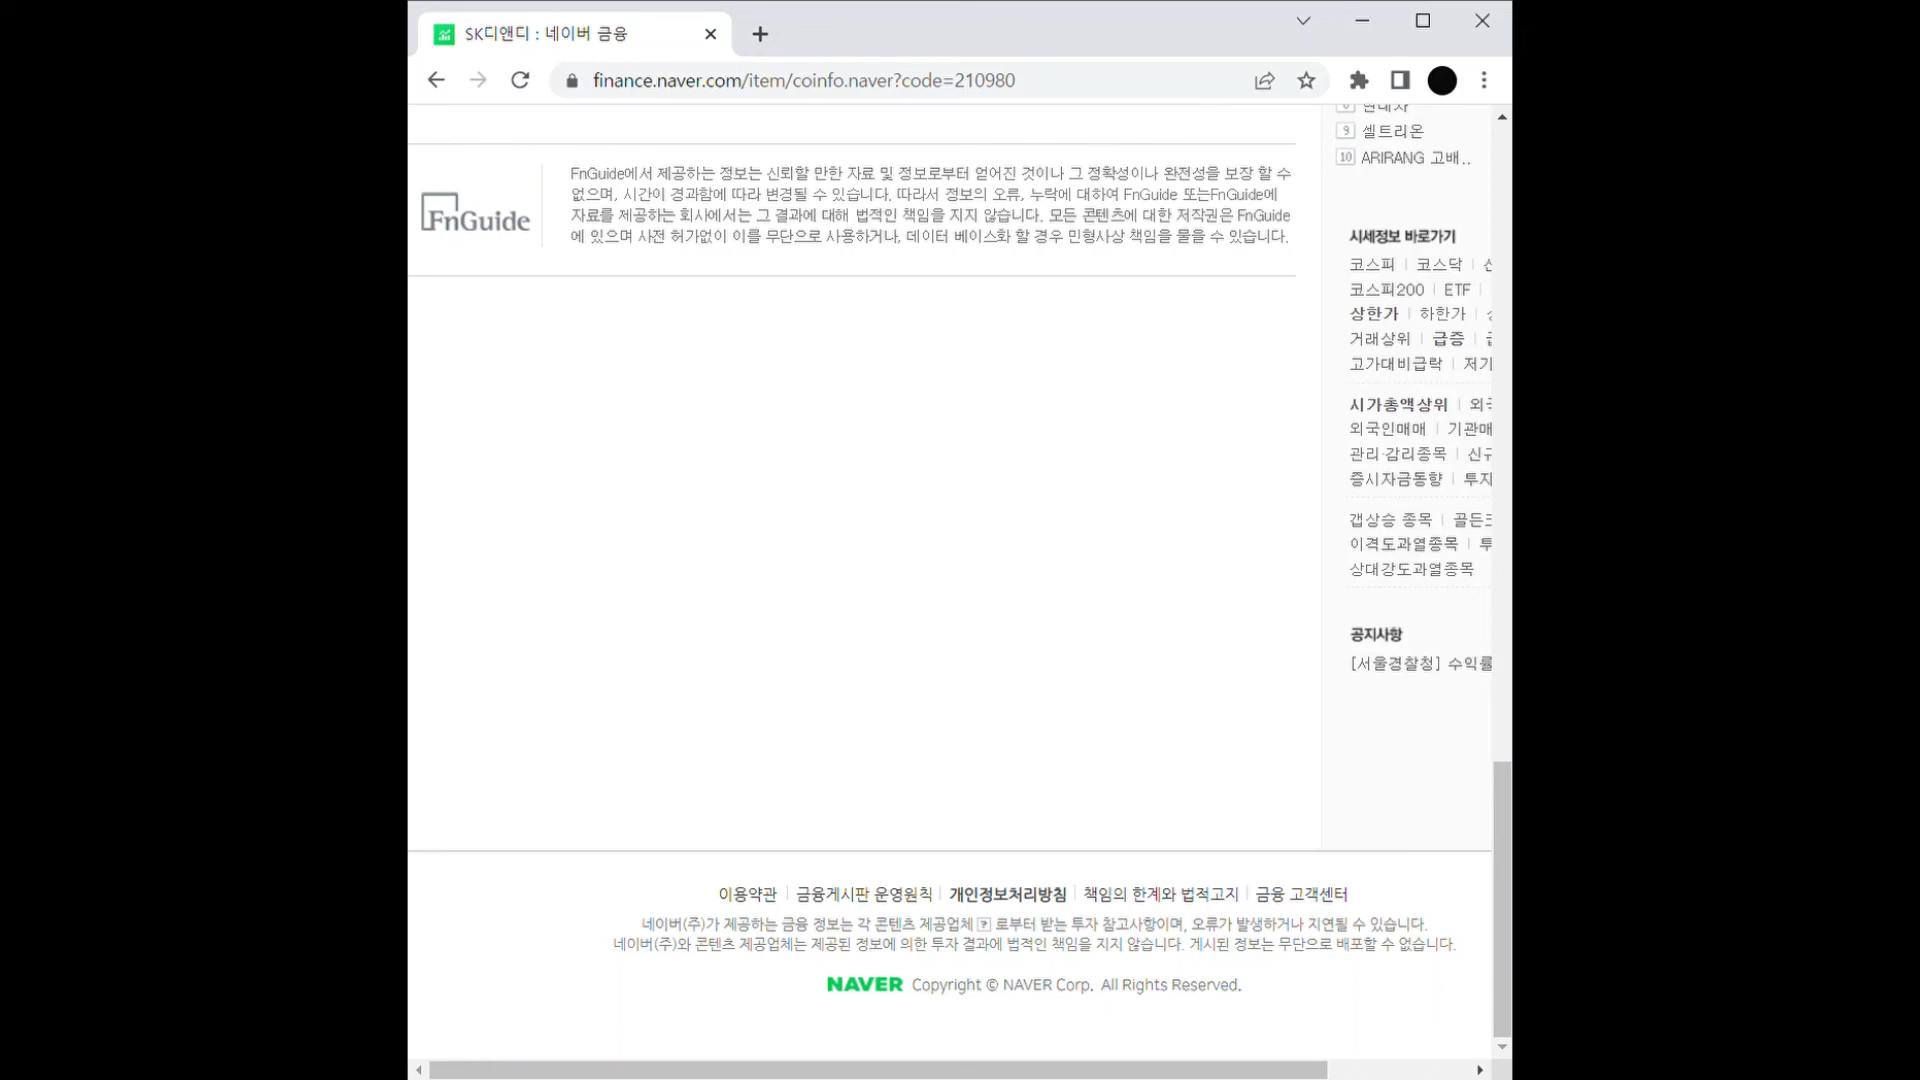 SK디앤디 : 네이버 금융
finance.naver.com/item/coinfo.naver?code=210980
9 셀트리온
10 ARIRANG 고배..
FnGuide
FnGuide에서 제공하는 정보는 신뢰할 만한 자료 및 정보로부터 얻어진 것이나 그 정확성이나 완전성을 보장 할 수
없으며, 시간이 경과함에 따라 변경될 수 있습니다. 따라서 정보의 오류, 누락에 대하여 FnGuide 또는FnGuide에
자료를 제공하는 회사에서는 그 결과에 대해 법적인 책임을 지지 않습니다. 모든 콘텐츠에 대한 저작권은 FnGuide
에 있으며 사전 허가없이 이를 무단으로 사용하거나, 데이터 베이스화 할 경우 민형사상 책임을 물을 수 있습니다.
시세정보 바로가기
코스피 | 코스닥 |
코스피200 | ETF |
상한가 | 하한가 |
거래상위 | 급증 |
고가대비급락 | 저가
시가총액상위 | 외국
외국인매매 | 기관매
관리·감리종목 | 신규
증시자금동향 | 투자
갭상승 종목 | 골든크
이격도과열종목 | 투
상대강도과열종목
공지사항
[서울경찰청] 수익률
이용약관 | 금융게시판 운영원칙 | 개인정보처리방침 | 책임의 한계와 법적고지 | 금융 고객센터
네이버(주)가 제공하는 금융 정보는 각 콘텐츠 제공업체 ? 로부터 받는 투자 참고사항이며, 오류가 발생하거나 지연될 수 있습니다.
네이버(주)와 콘텐츠 제공업체는 제공된 정보에 의한 투자 결과에 법적인 책임을 지지 않습니다. 게시된 정보는 무단으로 배포할 수 없습니다.
NAVER Copyright © NAVER Corp. All Rights Reserved.